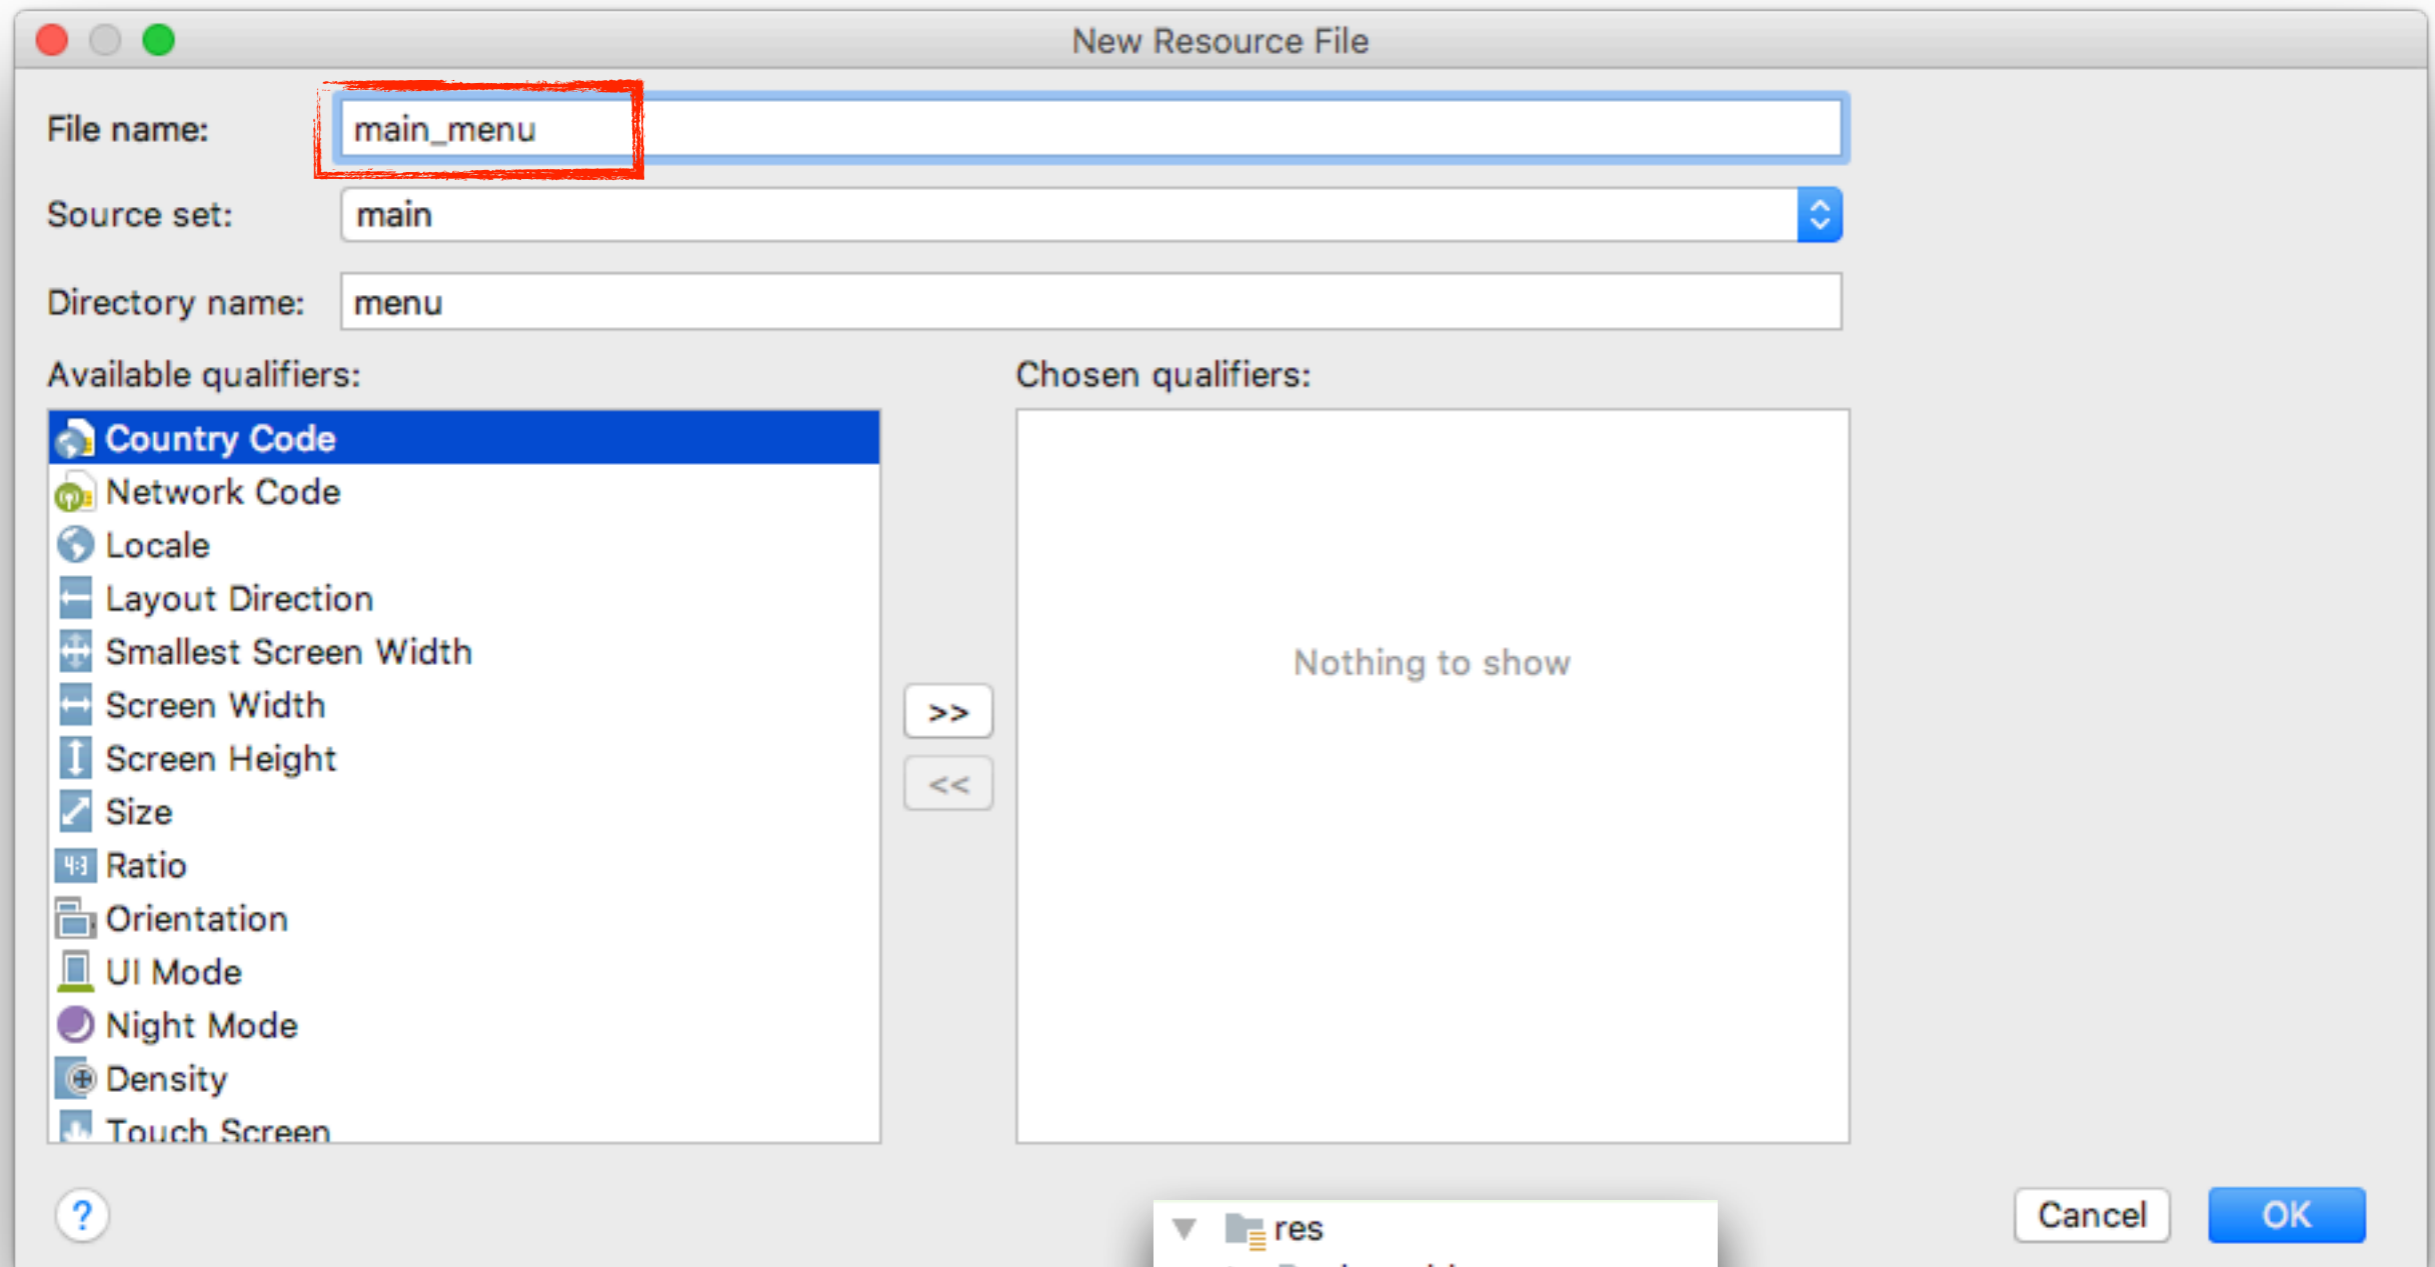 New Resource File
File name: main_menu
Source set: main
Directory name: menu
Available qualifiers: Chosen qualifiers:
Country Code
Network Code
Locale
Layout Direction
Smallest Screen Width
Nothing to show
Screen Width
>>
Screen Height
<<
Size
4:3 Ratio
Orientation
UI Mode
Night Mode
Density
Touch Screen
? Cancel OK
res